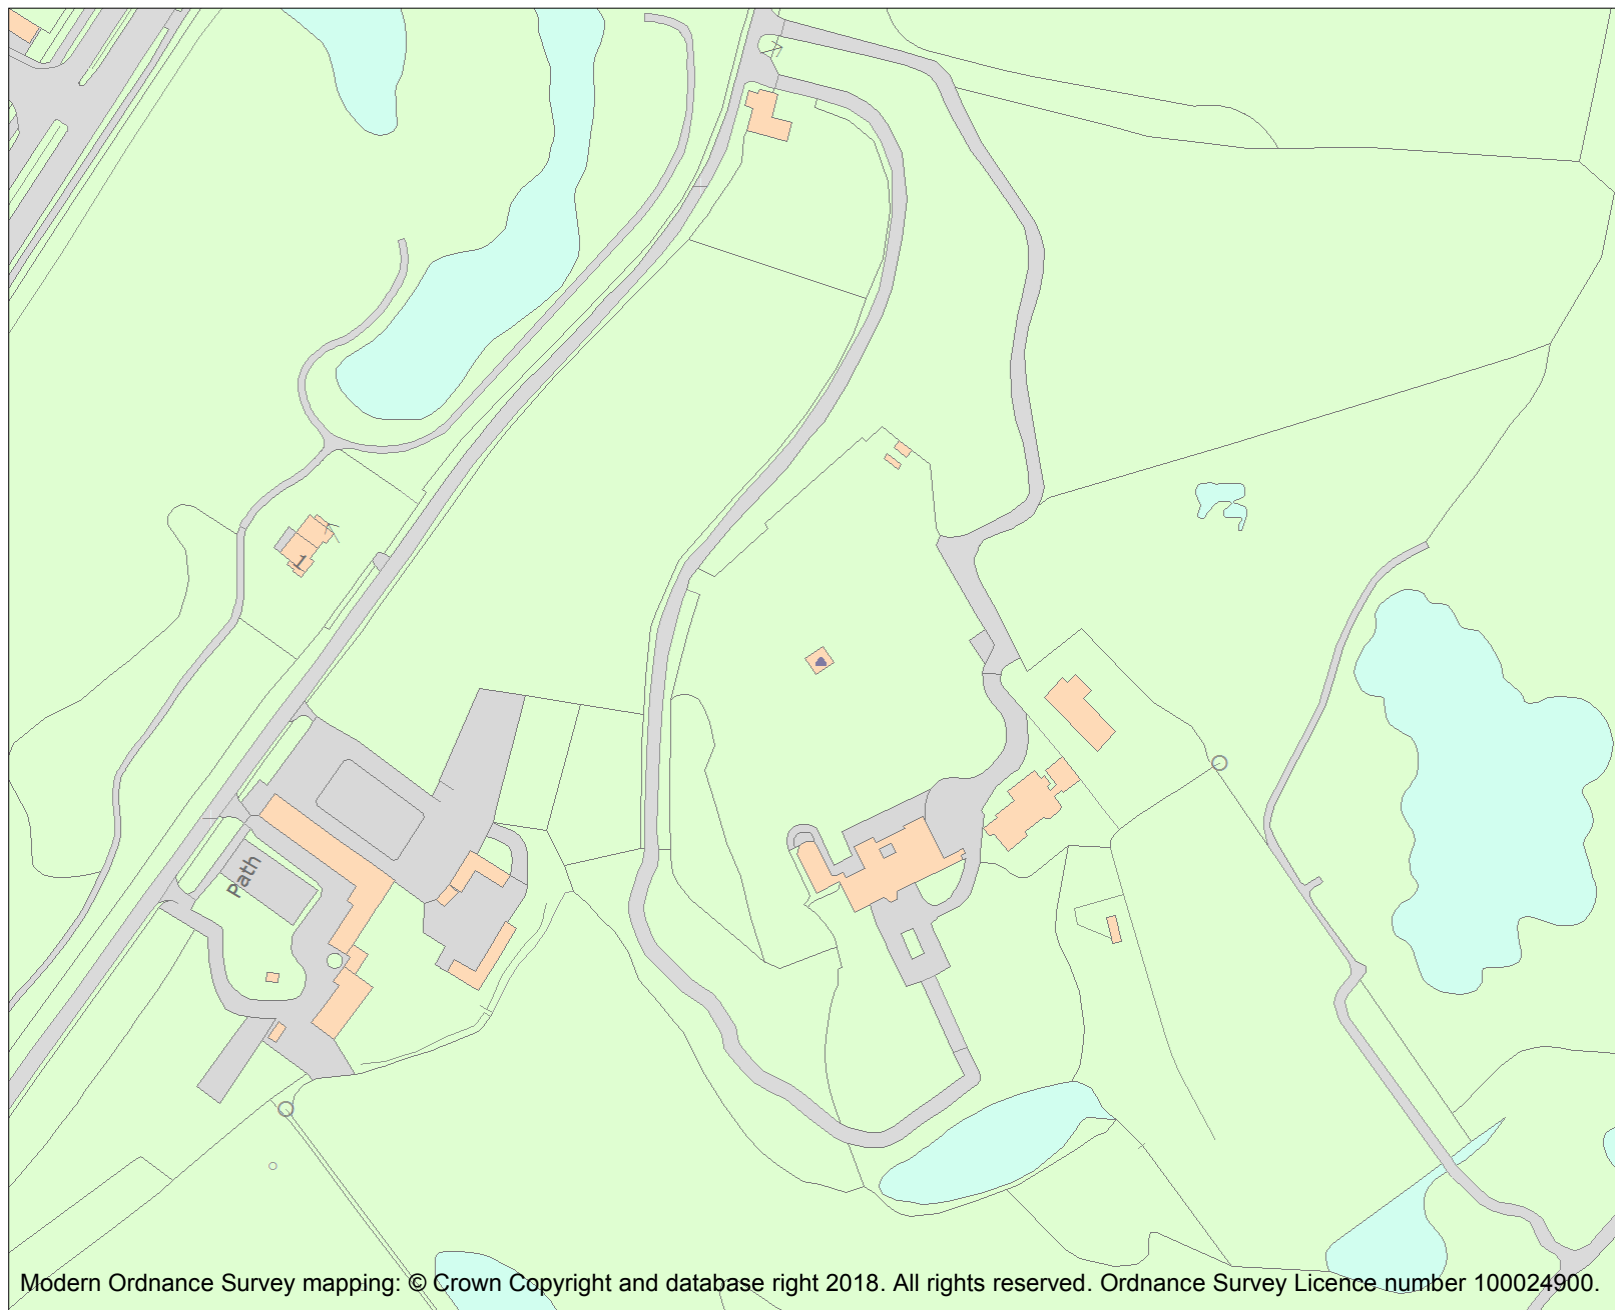 1
Path
Modern Ordnance Survey mapping: © Crown Copyright and database right 2018. All rights reserved. Ordnance Survey Licence number 100024900.